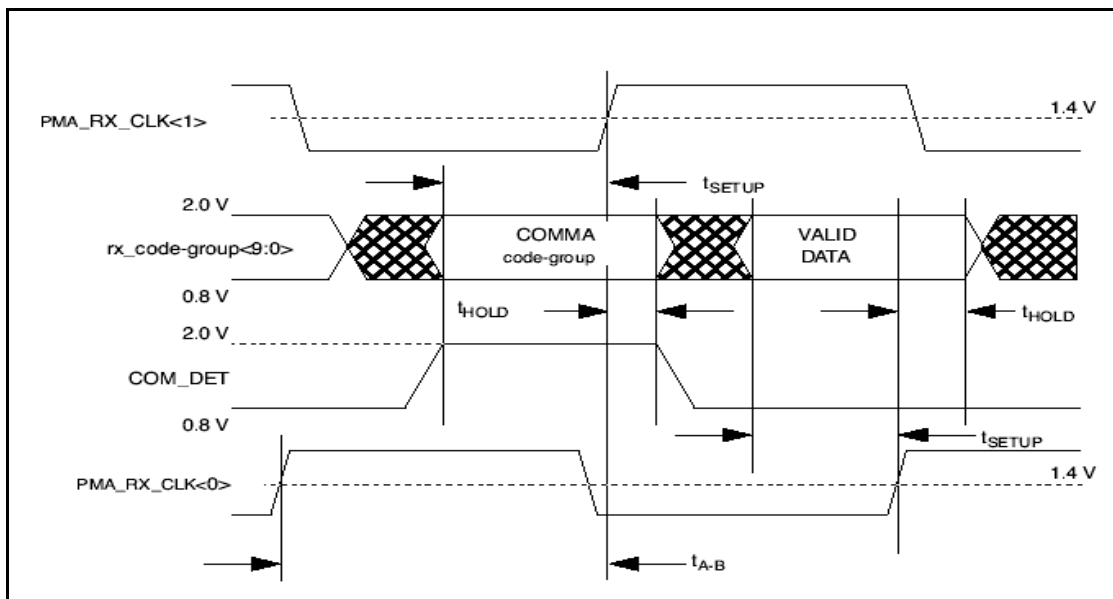 1.4 V
PMA_RX_CLK<1>
tSETUP
2.0 V
COMMA
code-group
VALID
DATA
rx_code-group<9:0>
0.8 V
tHOLD
tHOLD
2.0 V
COM_DET
0.8 V
tSETUP
1.4 V
PMA_RX_CLK<0>
tA-B